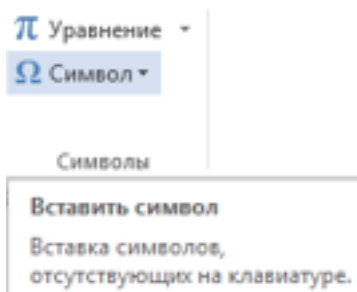 π Уравнение
Ω Символ
Символы
Вставить символ
Вставка символов,
отсутствующих на клавиатуре.